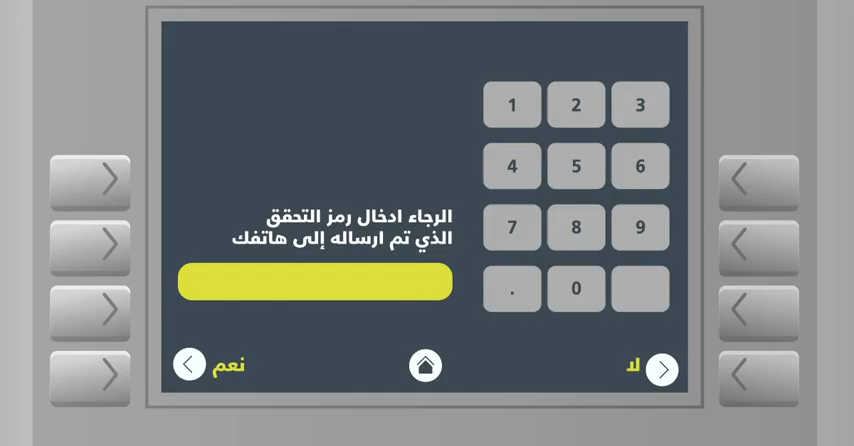 1 2 3
4 5 6
7 8 9
. 0
الرجاء ادخال رمز التحقق
الذي تم ارساله إلى هاتفك
لا
نعم